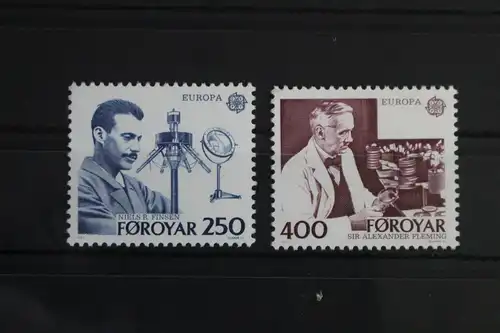 EUROPA
NIELS R. FINSEN
FØROYAR 250
EUROPA
400 FØROYAR
SIR ALEXANDER FLEMING